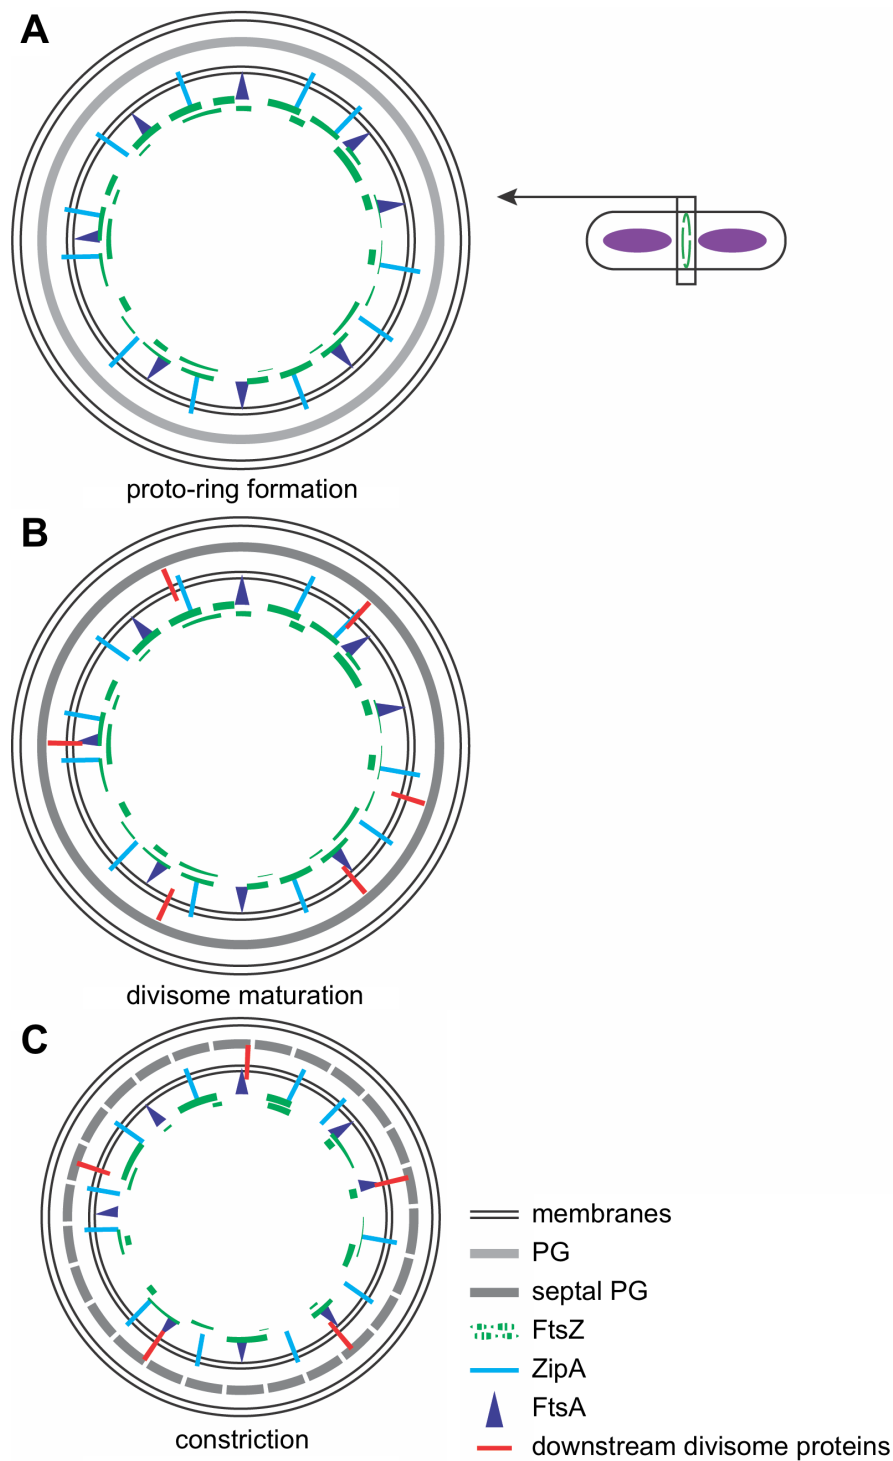 A
proto-ring formation
B
divisome maturation
C
constriction
membranes
PG
septal PG
FtsZ
ZipA
FtsA
downstream divisome proteins